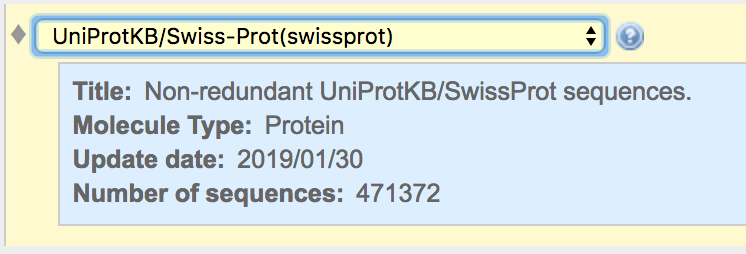 UniProtKB/Swiss-Prot(swissprot)
?
Title: Non-redundant UniProtKB/SwissProt sequences.
Molecule Type: Protein
Update date: 2019/01/30
Number of sequences: 471372